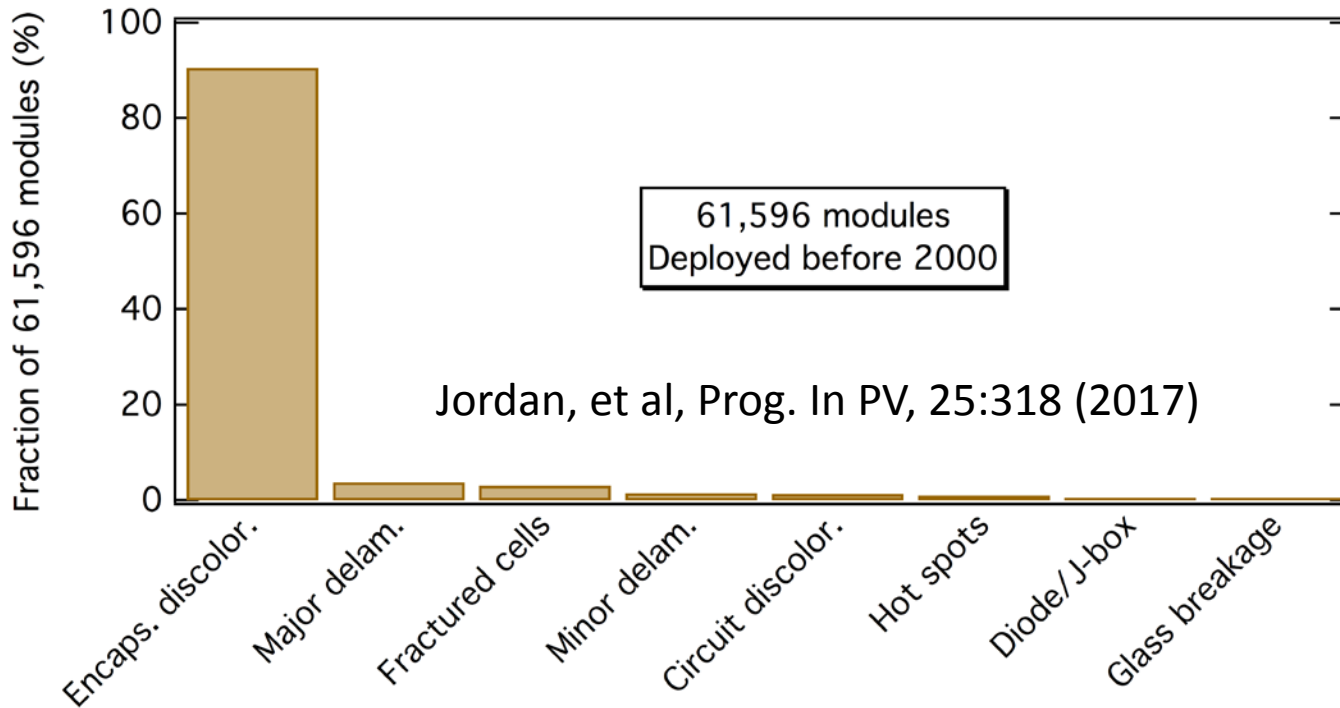 Fraction of 61,596 modules (%)
100
80
60
40
20
0
61,596 modules
Deployed before 2000
Jordan, et al, Prog. In PV, 25:318 (2017)
Encaps. discolor.
Major delam.
Fractured cells
Minor delam.
Circuit discolor.
Hot spots
Diode/J-box
Glass breakage